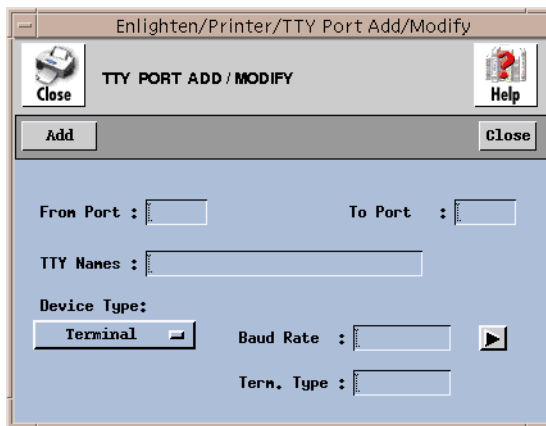 Enlighten/Printer/TTY Port Add/Modify
Close
TTY PORT ADD / MODIFY
Help
Add
Close
From Port :
To Port :
TTY Names :
Device Type:
Terminal
Baud Rate :
Term. Type :